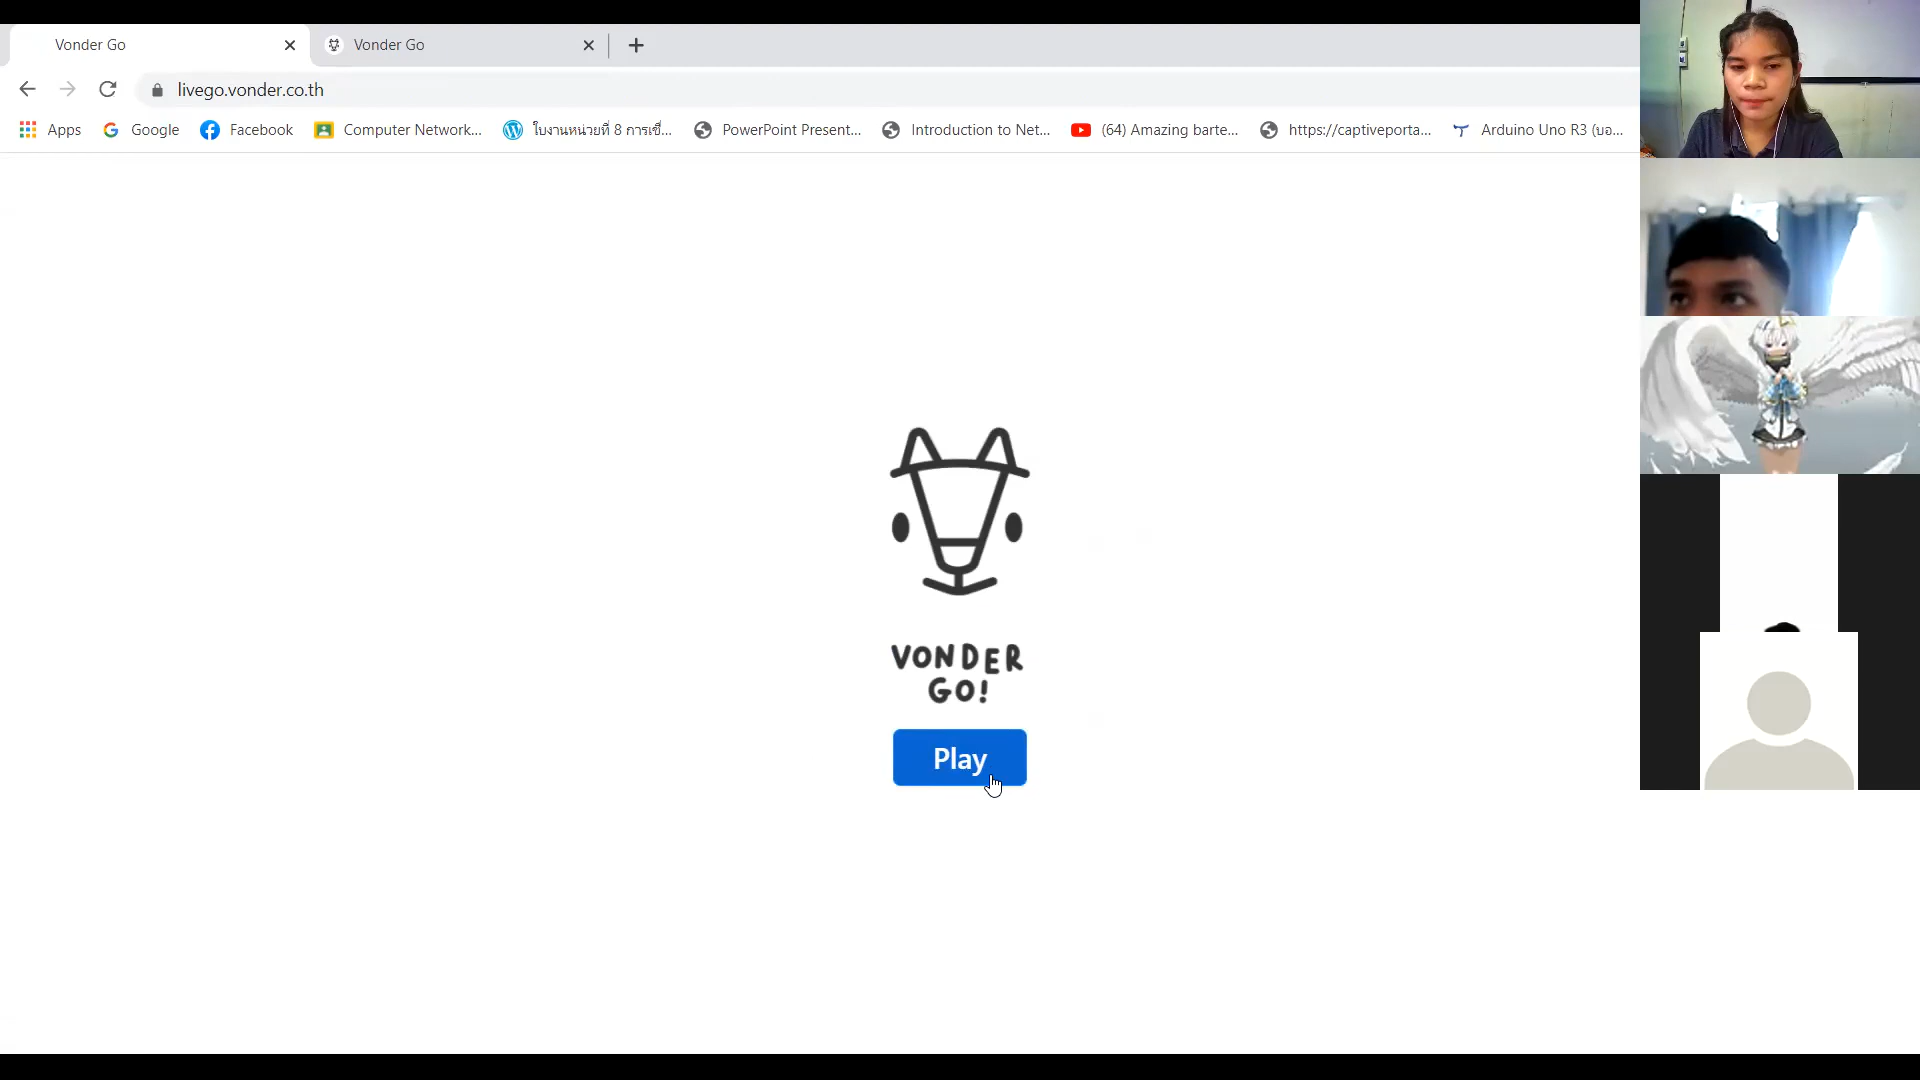 Vonder Go
Vonder Go
livego.vonder.co.th
Apps
Google
Facebook
Computer Network...
ใบงานหน่วยที่ 8 การเชื่...
PowerPoint Present...
Introduction to Net...
(64) Amazing barte...
https://captiveporta...
Arduino Uno R3 (บอ...
VONDER
GO!
Play